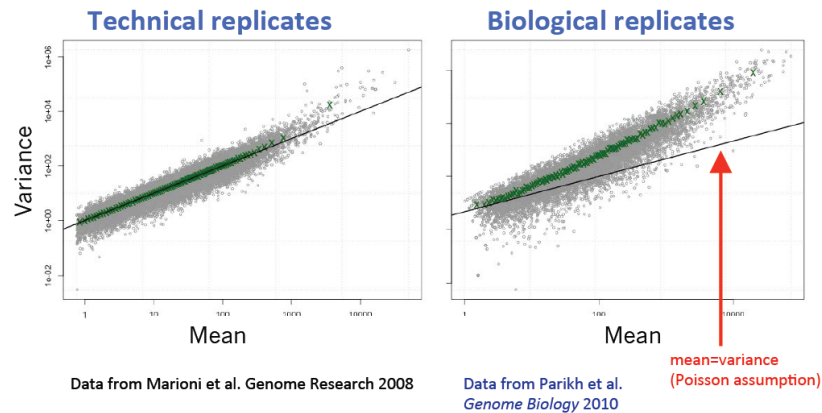 Technical replicates
Biological replicates
Variance
1e+06
1e+04
1e+02
1e+00
1e-02
1
10
100
1000
10000
1
100
10000
Mean
Mean
mean=variance
(Poisson assumption)
Data from Marioni et al. Genome Research 2008
Data from Parikh et al.
Genome Biology 2010